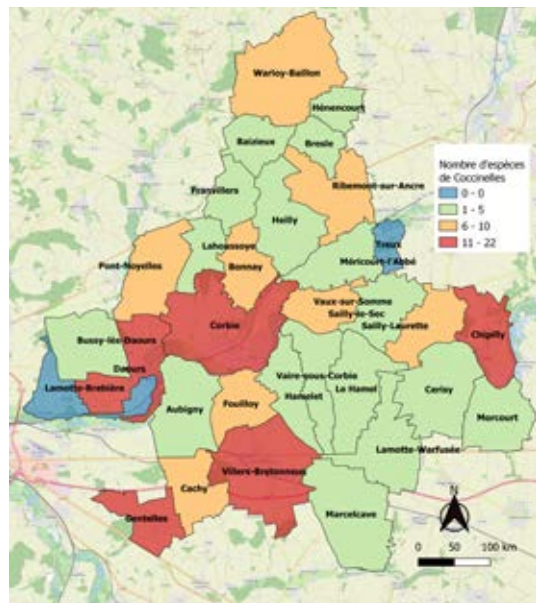 Warloy-Baillon
Hénencourt
Baizieux
Bresle
Nombre d'espèces
de Coccinelles
0 - 0
1 - 5
6 - 10
11 - 22
Franvillers
Ribemont-sur-Ancre
Heilly
Lahoussoye
Treux
Méricourt-l'Abbé
Pont-Noyelles
Bonnay
Vaux-sur-Somme
Sailly-le-Sec
Sailly-Laurette
Corbie
Chipilly
Bussy-lès-Daours
Daours
Lamotte-Brebière
Vaire-sous-Corbie
Le Hamel
Hamelet
Cerisy
Morcourt
Aubigny
Fouilloy
Lamotte-Warfusée
Villers-Bretonneux
Cachy
Gentelles
Marcelcave
N
0 50 100 km